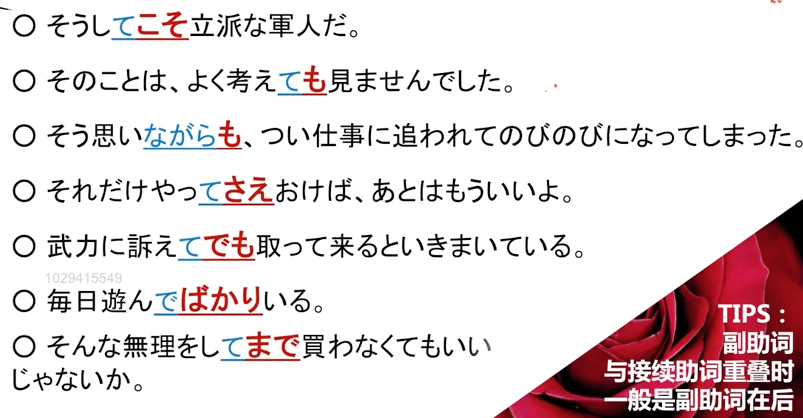 ○ そうしてこそ立派な軍人だ。
○ そのことは、よく考えても見ませんでした。
○ そう思いながらも、つい仕事に追われてのびのびになってしまった。
○ それだけやってさえおけば、あとはもういいよ。
○ 武力に訴えてでも取って来るといきまいている。
1029415549
○ 毎日遊んでばかりいる。
○ そんな無理をしてまで買わなくてもいい
じゃないか。
TIPS：
副助词
与接续助词重叠时
一般是副助词在后